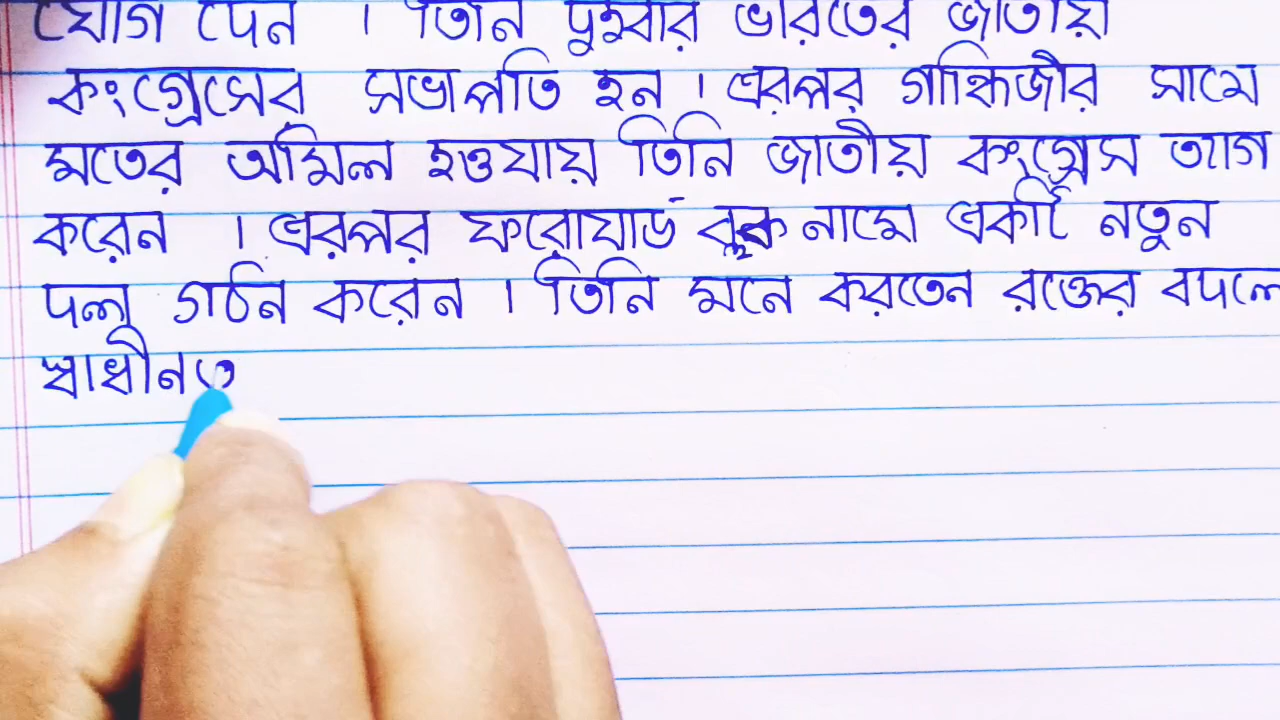 যোগ দেন । তিনি দুইবার ভারতের জাতীয়
কংগ্রেসের সভাপতি হন । এরপর গান্ধিজীর সামে
মতের অমিল হওযায় তিনি জাতীয় কংগ্রেস ত্যাগ
করেন । এরপর ফরোযার্ড ব্লক নামে একটি নতুন
দল গঠন করেন । তিনি মনে করতেন রক্তের বদলে
স্বাধীনত